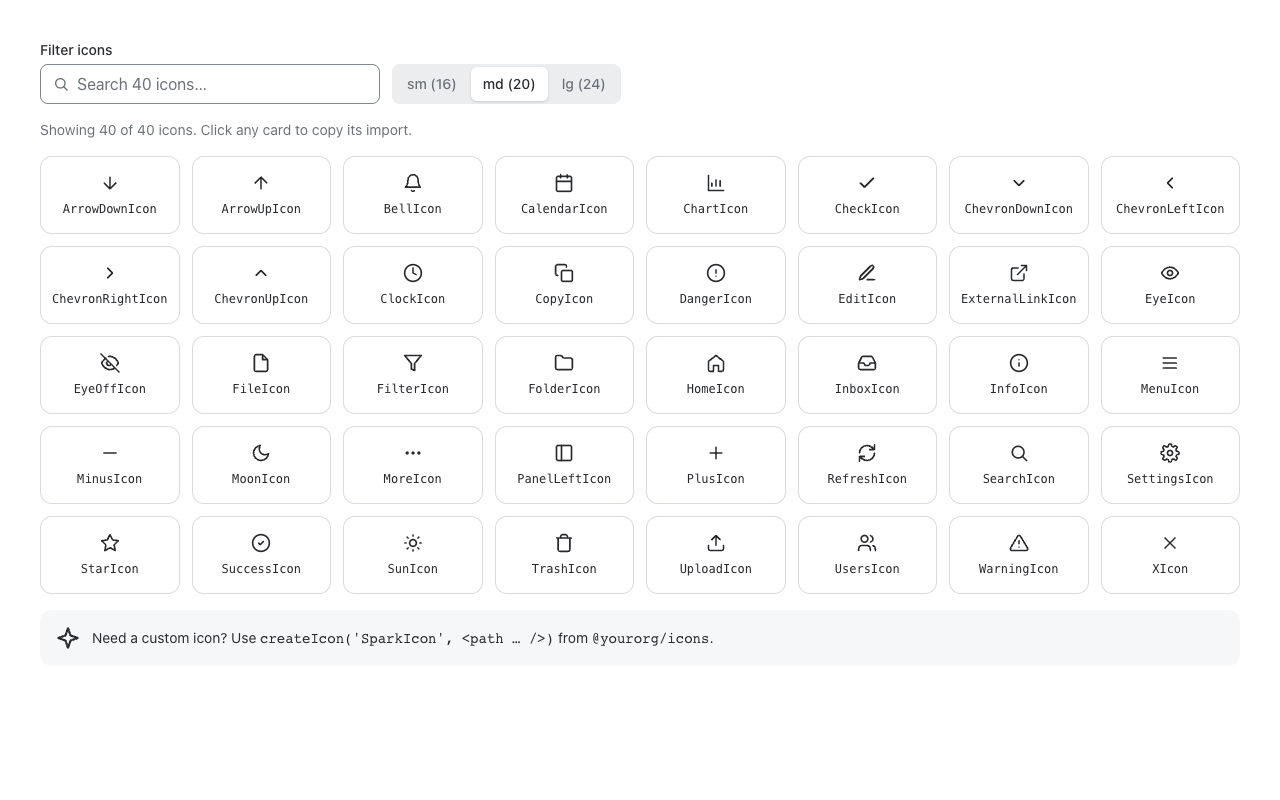 Filter icons
Search 40 icons...
sm (16) md (20) lg (24)
Showing 40 of 40 icons. Click any card to copy its import.
ArrowDownIcon ArrowUpIcon BellIcon CalendarIcon ChartIcon CheckIcon ChevronDownIcon ChevronLeftIcon
ChevronRightIcon ChevronUpIcon ClockIcon CopyIcon DangerIcon EditIcon ExternalLinkIcon EyeIcon
EyeOffIcon FileIcon FilterIcon FolderIcon HomeIcon InboxIcon InfoIcon MenuIcon
MinusIcon MoonIcon MoreIcon PanelLeftIcon PlusIcon RefreshIcon SearchIcon SettingsIcon
StarIcon SuccessIcon SunIcon TrashIcon UploadIcon UsersIcon WarningIcon XIcon
Need a custom icon? Use createIcon('SparkIcon', <path … />) from @yourorg/icons.